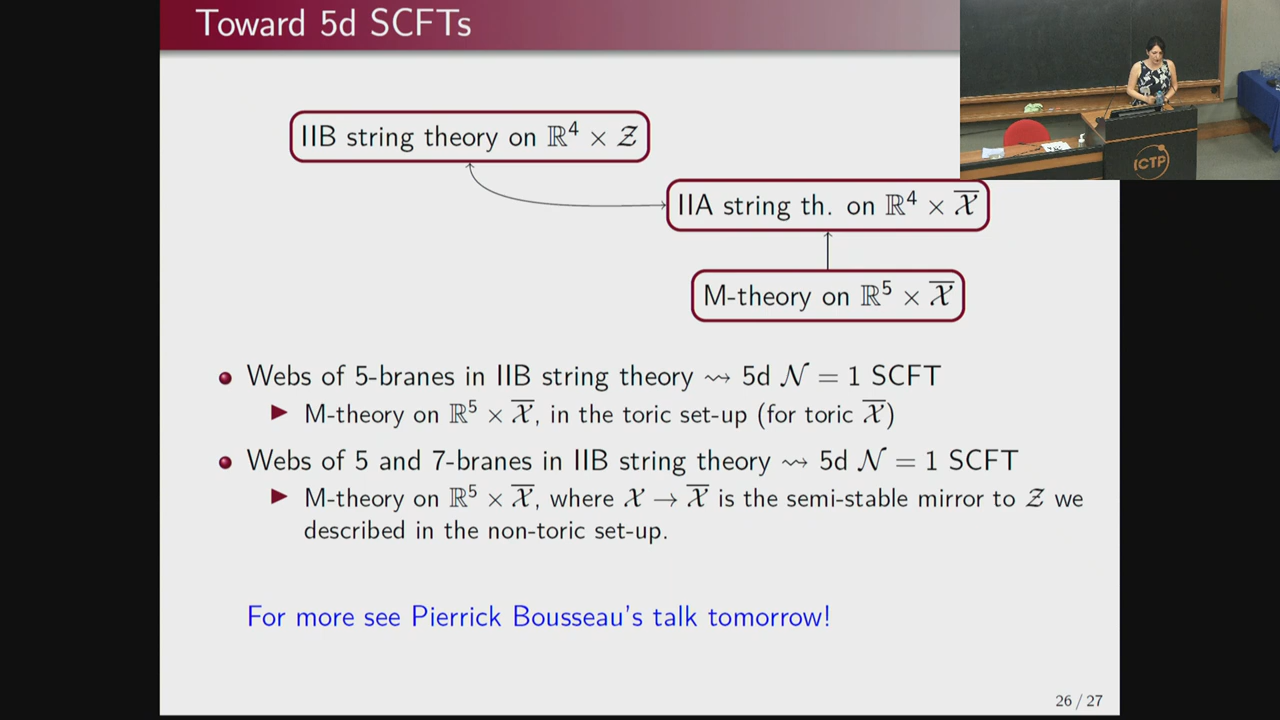 Toward 5d SCFTs
IIB string theory on ℝ⁴ × 𝒵
IIA string th. on ℝ⁴ × 𝒳̅
M-theory on ℝ⁵ × 𝒳̅
Webs of 5-branes in IIB string theory ⇝ 5d 𝒩 = 1 SCFT
M-theory on ℝ⁵ × 𝒳̅, in the toric set-up (for toric 𝒳̅)
Webs of 5 and 7-branes in IIB string theory ⇝ 5d 𝒩 = 1 SCFT
M-theory on ℝ⁵ × 𝒳̅, where 𝒳 → 𝒳̅ is the semi-stable mirror to 𝒵 we
described in the non-toric set-up.
For more see Pierrick Bousseau's talk tomorrow!
26 / 27
ICTP